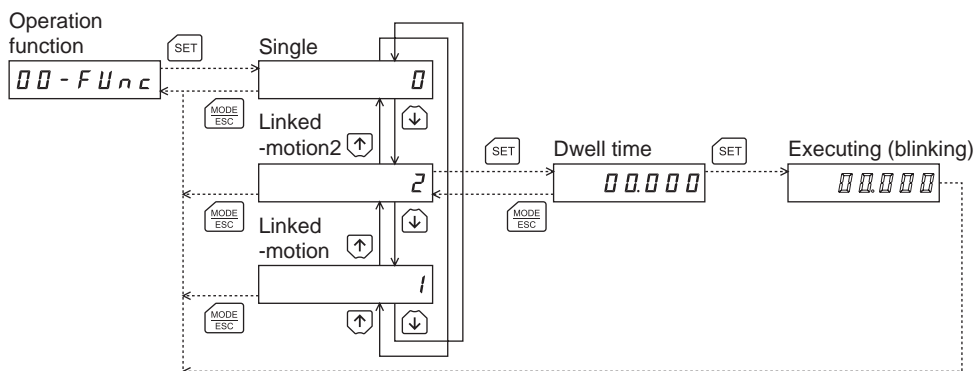 Operation
function
SET
Single
00-FUnc
0
MODE
ESC
↓
Linked
-motion2
↑
SET
Dwell time
SET
Executing (blinking)
2
00.000
00.000
MODE
ESC
↓
MODE
ESC
Linked
-motion
↑
1
MODE
ESC
↑
↓